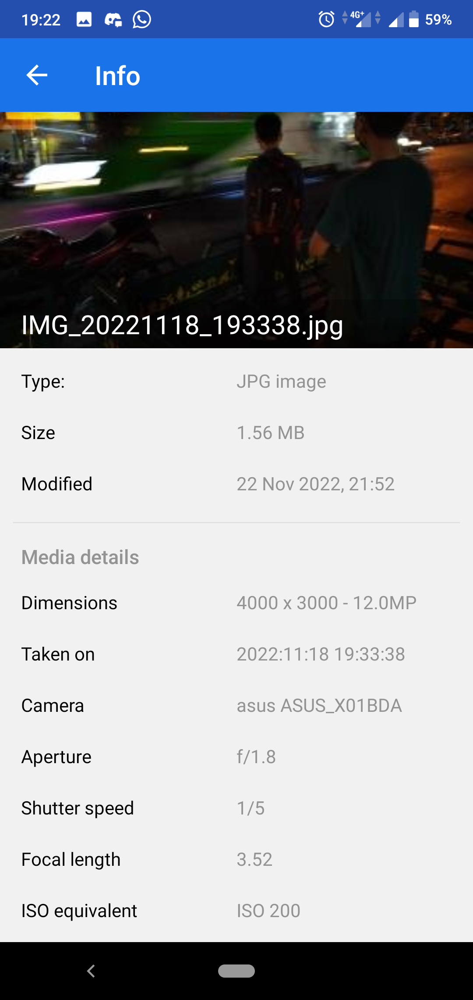 19:22 4G+ 59%
Info
IMG_20221118_193338.jpg
Type: JPG image
Size 1.56 MB
Modified 22 Nov 2022, 21:52
Media details
Dimensions 4000 x 3000 - 12.0MP
Taken on 2022:11:18 19:33:38
Camera asus ASUS_X01BDA
Aperture f/1.8
Shutter speed 1/5
Focal length 3.52
ISO equivalent ISO 200